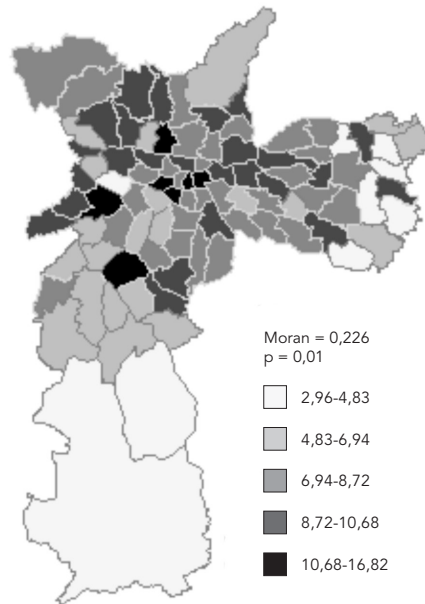 Moran = 0,226
p = 0,01
2,96-4,83
4,83-6,94
6,94-8,72
8,72-10,68
10,68-16,82